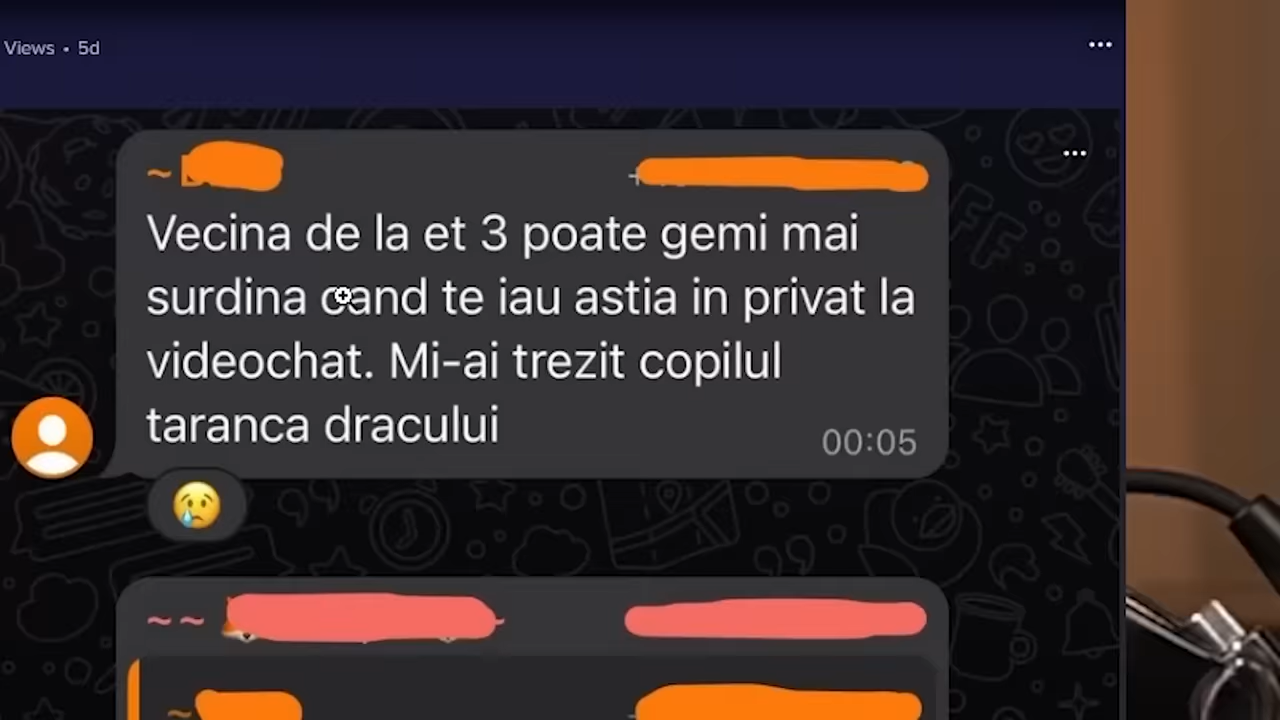 Views • 5d
Vecina de la et 3 poate gemi mai
surdina cand te iau astia in privat la
videochat. Mi-ai trezit copilul
taranca dracului
00:05